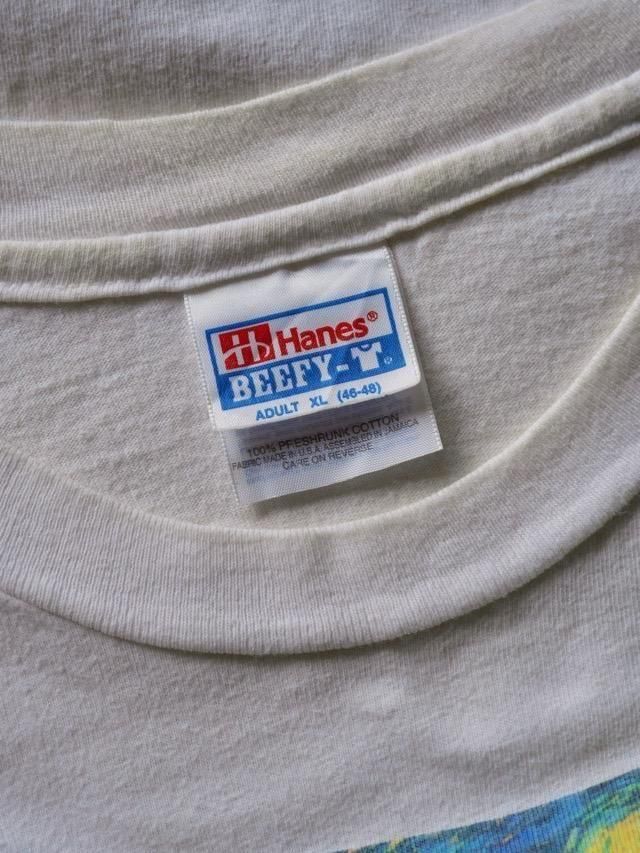 Hanes®
BEEFY-T®
ADULT XL (46-48)
100% PRESHRUNK COTTON
FABRIC MADE IN U.S.A. ASSEMBLED IN JAMAICA
CARE ON REVERSE